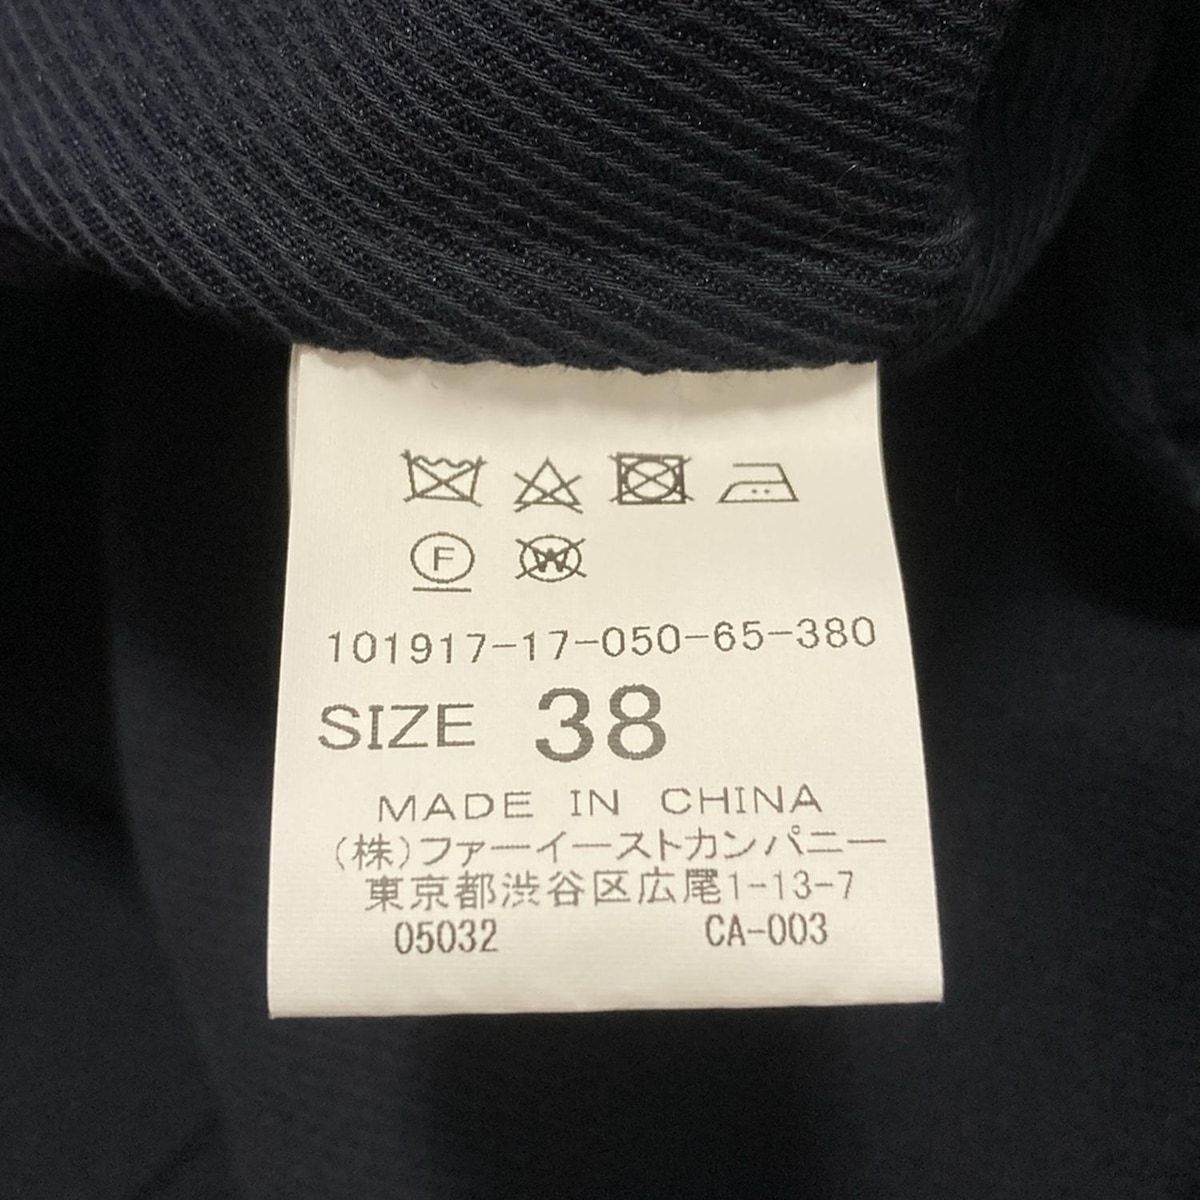 F W
101917-17-050-65-380
SIZE 38
MADE IN CHINA
(株)ファーイーストカンパニー
東京都渋谷区広尾1-13-7
05032 CA-003